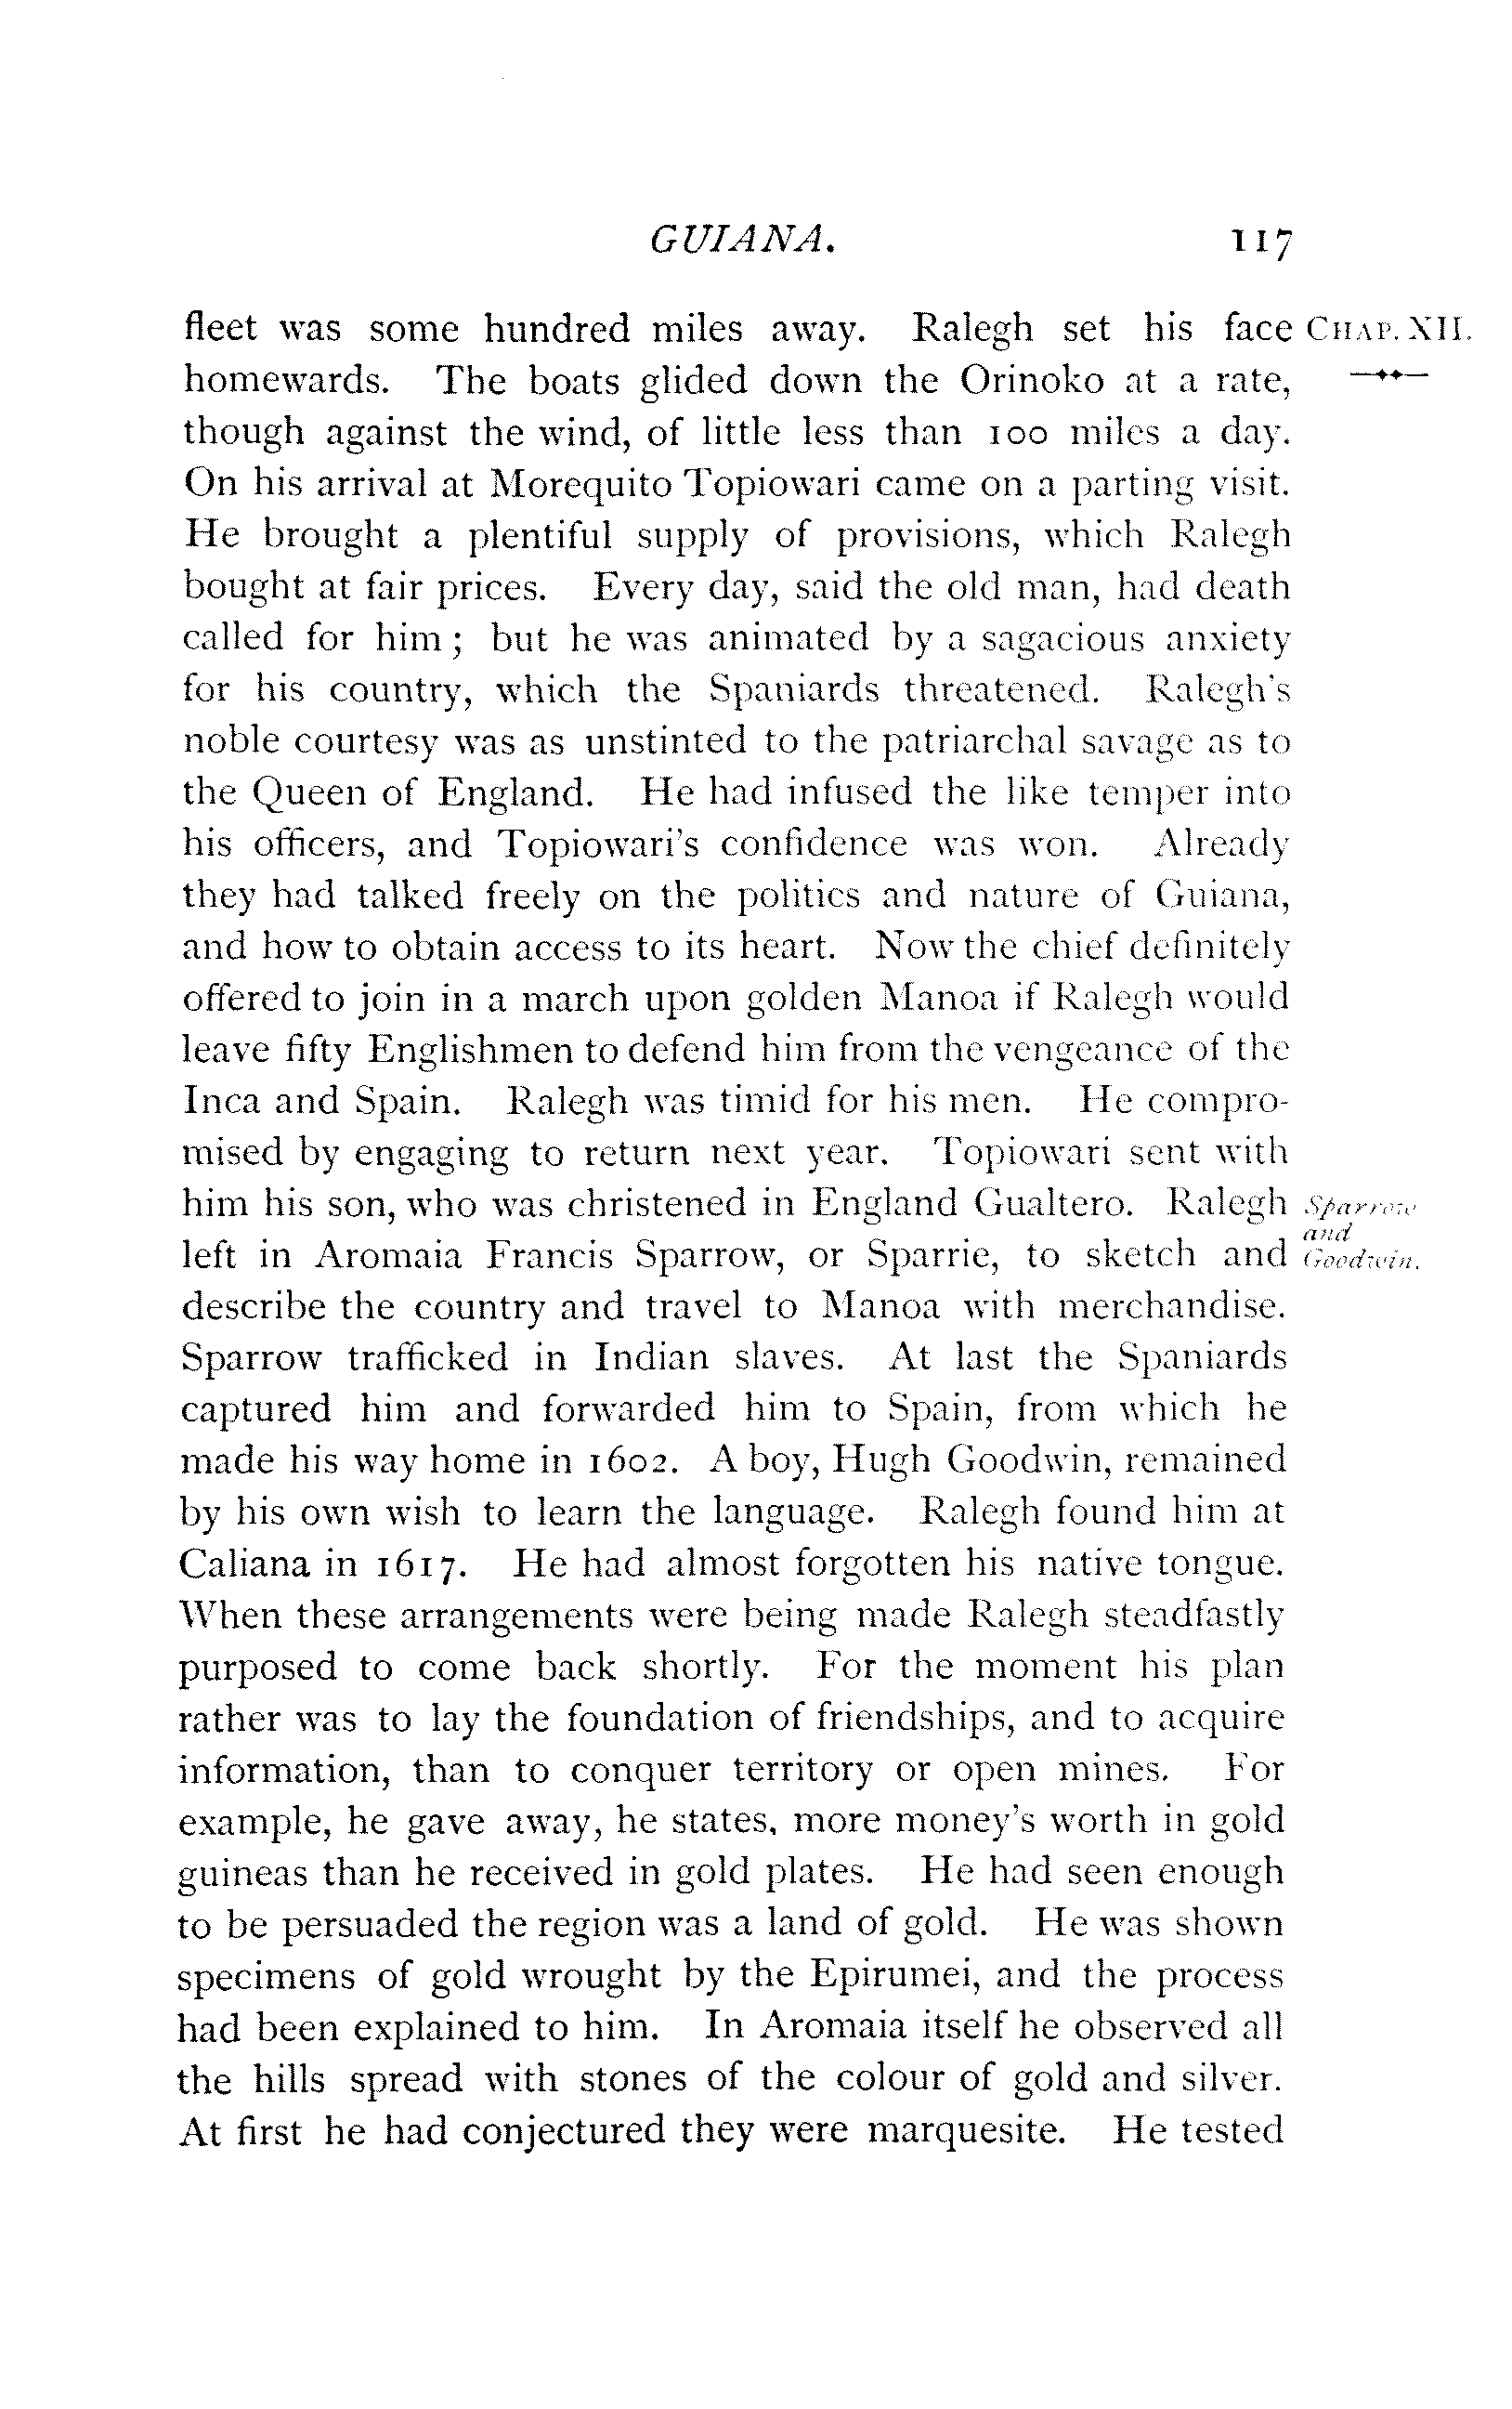 GUIANA. 117
fleet was some hundred miles away. Ralegh set his face CHAP. XII.
homewards. The boats glided down the Orinoko at a rate,
though against the wind, of little less than 100 miles a day.
On his arrival at Morequito Topiowari came on a parting visit.
He brought a plentiful supply of provisions, which Ralegh
bought at fair prices. Every day, said the old man, had death
called for him; but he was animated by a sagacious anxiety
for his country, which the Spaniards threatened. Ralegh's
noble courtesy was as unstinted to the patriarchal savage as to
the Queen of England. He had infused the like temper into
his officers, and Topiowari's confidence was won. Already
they had talked freely on the politics and nature of Guiana,
and how to obtain access to its heart. Now the chief definitely
offered to join in a march upon golden Manoa if Ralegh would
leave fifty Englishmen to defend him from the vengeance of the
Inca and Spain. Ralegh was timid for his men. He compro-
mised by engaging to return next year. Topiowari sent with
him his son, who was christened in England Gualtero. Ralegh
Sparrow
and
Goodwin.
left in Aromaia Francis Sparrow, or Sparrie, to sketch and
describe the country and travel to Manoa with merchandise.
Sparrow trafficked in Indian slaves. At last the Spaniards
captured him and forwarded him to Spain, from which he
made his way home in 1602. A boy, Hugh Goodwin, remained
by his own wish to learn the language. Ralegh found him at
Caliana in 1617. He had almost forgotten his native tongue.
When these arrangements were being made Ralegh steadfastly
purposed to come back shortly. For the moment his plan
rather was to lay the foundation of friendships, and to acquire
information, than to conquer territory or open mines. For
example, he gave away, he states, more money's worth in gold
guineas than he received in gold plates. He had seen enough
to be persuaded the region was a land of gold. He was shown
specimens of gold wrought by the Epirumei, and the process
had been explained to him. In Aromaia itself he observed all
the hills spread with stones of the colour of gold and silver.
At first he had conjectured they were marquesite. He tested